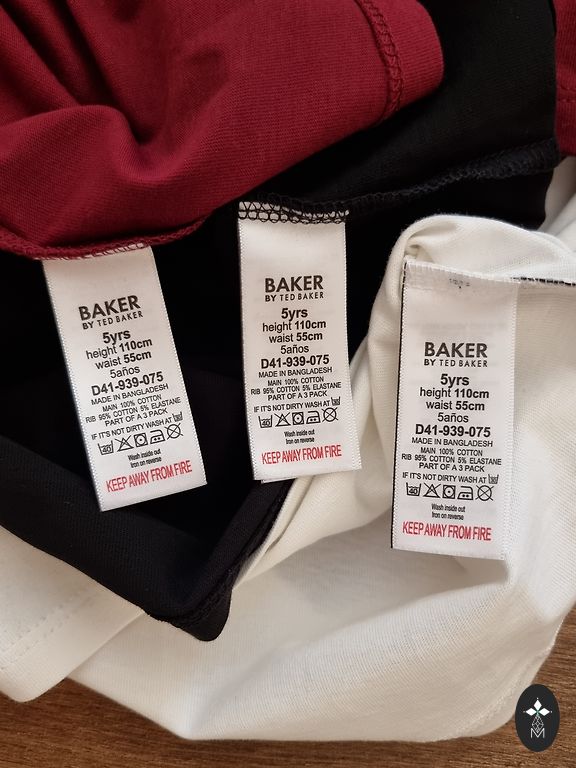 BAKER
BY TED BAKER
5yrs
height 110cm
waist 55cm
5años
D41-939-075
MADE IN BANGLADESH
MAIN 100% COTTON
RIB 95% COTTON 5% ELASTANE
PART OF A 3 PACK
IF IT'S NOT DIRTY WASH AT
40
Wash inside out
Iron on reverse
KEEP AWAY FROM FIRE
BAKER
BY TED BAKER
5yrs
height 110cm
waist 55cm
5años
D41-939-075
MADE IN BANGLADESH
MAIN 100% COTTON
RIB 95% COTTON 5% ELASTANE
PART OF A 3 PACK
IF IT'S NOT DIRTY WASH AT
40
Wash inside out
Iron on reverse
KEEP AWAY FROM FIRE
BAKER
BY TED BAKER
5yrs
height 110cm
waist 55cm
5años
D41-939-075
MADE IN BANGLADESH
MAIN 100% COTTON
RIB 95% COTTON 5% ELASTANE
PART OF A 3 PACK
IF IT'S NOT DIRTY WASH AT
40
Wash inside out
Iron on reverse
KEEP AWAY FROM FIRE